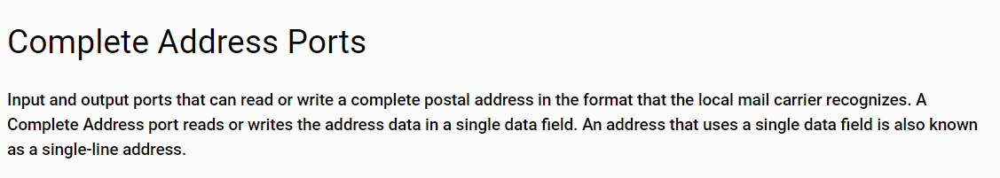 Complete Address Ports
Input and output ports that can read or write a complete postal address in the format that the local mail carrier recognizes. A
Complete Address port reads or writes the address data in a single data field. An address that uses a single data field is also known
as a single-line address.